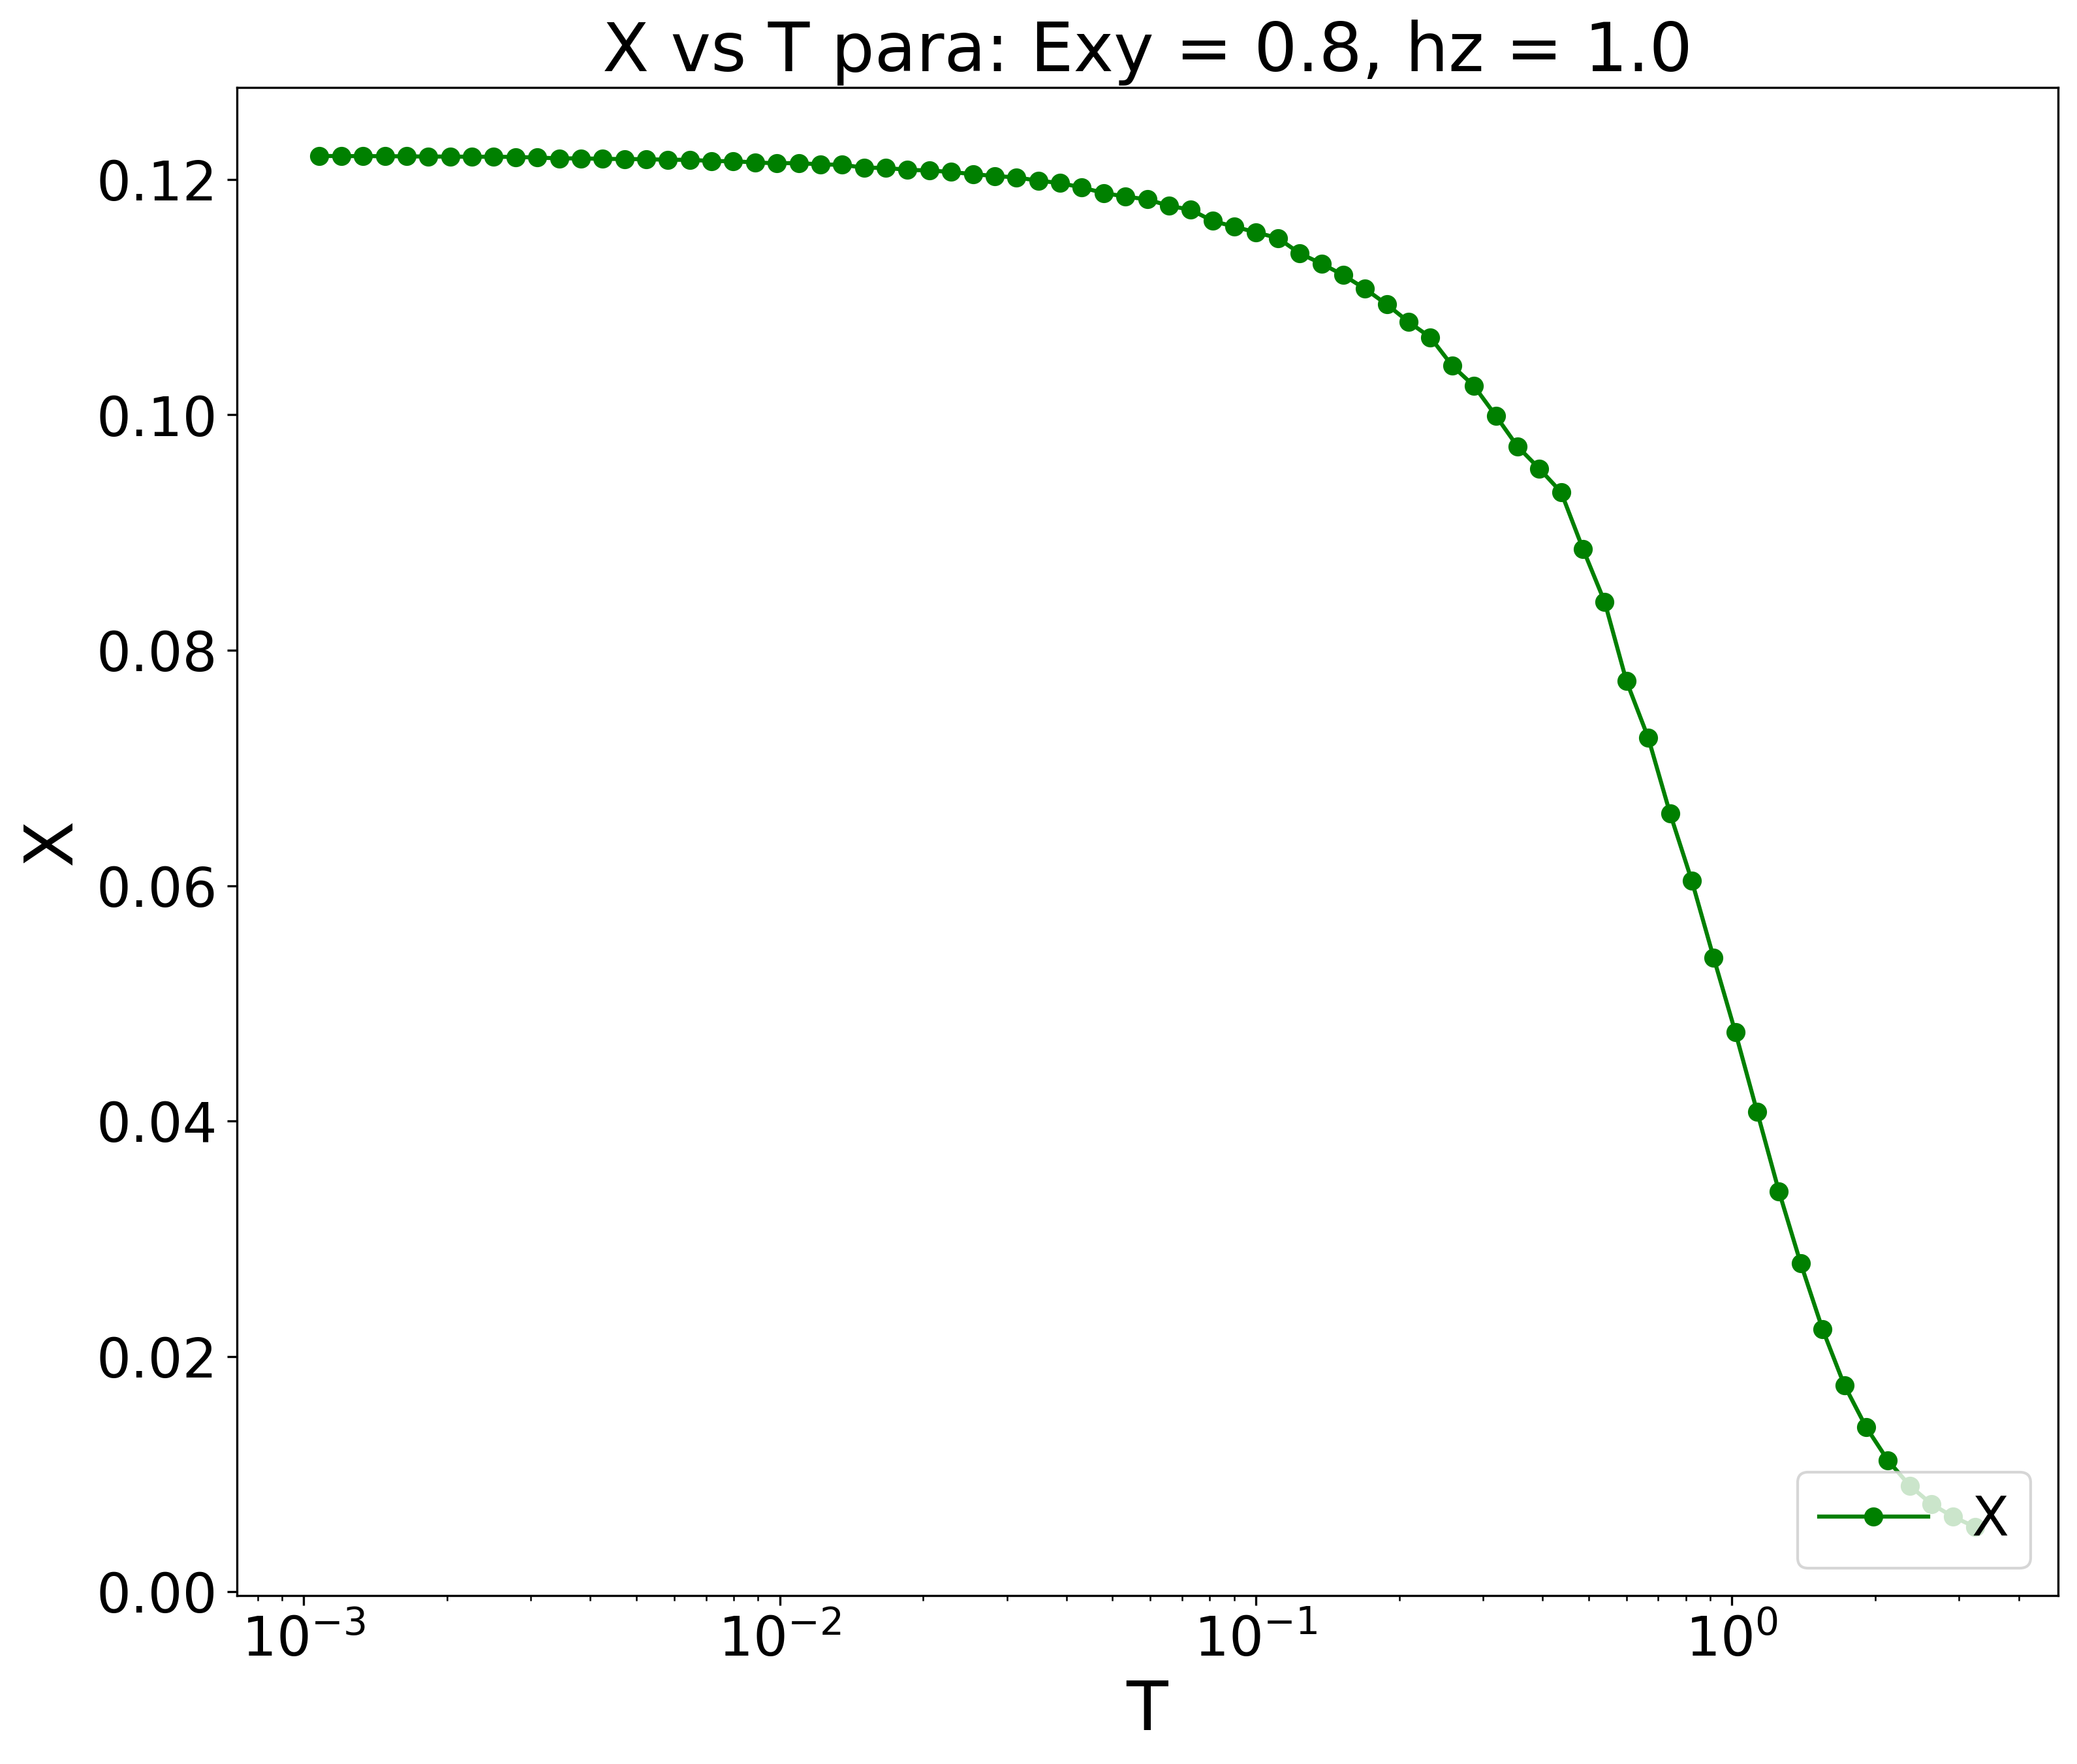 X vs T para: Exy = 0.8, hz = 1.0
0.12
0.10
0.08
0.06
0.04
0.02
0.00
X
X
10⁻³ 10⁻² 10⁻¹ 10⁰
T